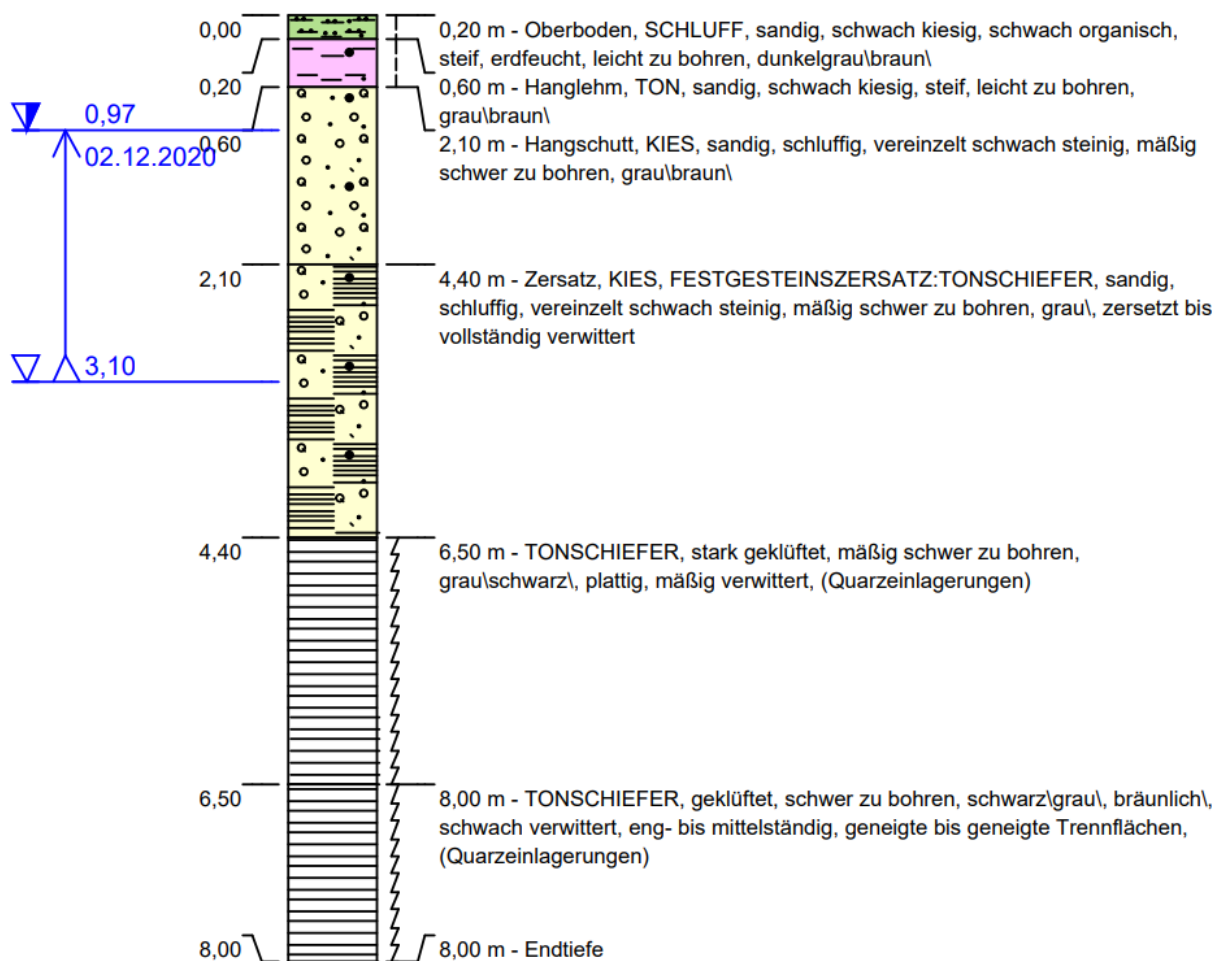 0,00
0,20 m - Oberboden, SCHLUFF, sandig, schwach kiesig, schwach organisch,
steif, erdfeucht, leicht zu bohren, dunkelgrau\braun\
0,20
0,60 m - Hanglehm, TON, sandig, schwach kiesig, steif, leicht zu bohren,
grau\braun\
0,97
0,60
2,10 m - Hangschutt, KIES, sandig, schluffig, vereinzelt schwach steinig, mäßig
02.12.2020
schwer zu bohren, grau\braun\
2,10
4,40 m - Zersatz, KIES, FESTGESTEINSZERSATZ:TONSCHIEFER, sandig,
schluffig, vereinzelt schwach steinig, mäßig schwer zu bohren, grau\, zersetzt bis
vollständig verwittert
3,10
4,40
6,50 m - TONSCHIEFER, stark geklüftet, mäßig schwer zu bohren,
grau\schwarz\, plattig, mäßig verwittert, (Quarzeinlagerungen)
6,50
8,00 m - TONSCHIEFER, geklüftet, schwer zu bohren, schwarz\grau\, bräunlich\,
schwach verwittert, eng- bis mittelständig, geneigte bis geneigte Trennflächen,
(Quarzeinlagerungen)
8,00
8,00 m - Endtiefe